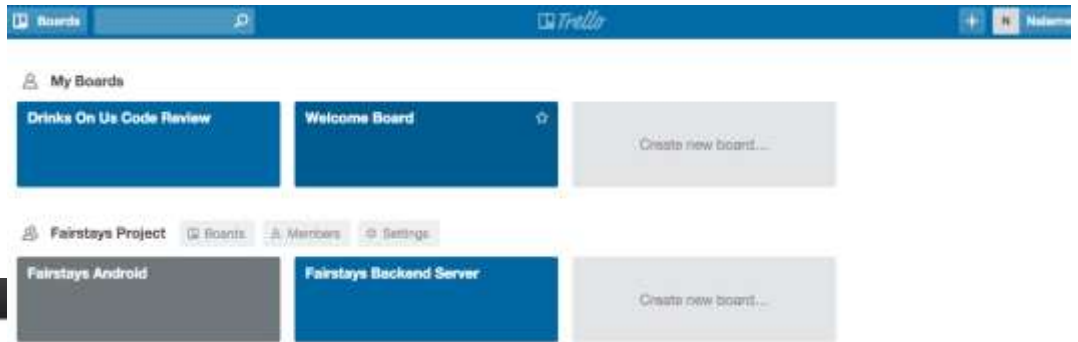 Boards
Trello
N
My Boards
Drinks On Us Code Review
Welcome Board
Create new board...
Fairstays Project Boards Members Settings
Fairstays Android
Fairstays Backend Server
Create new board...